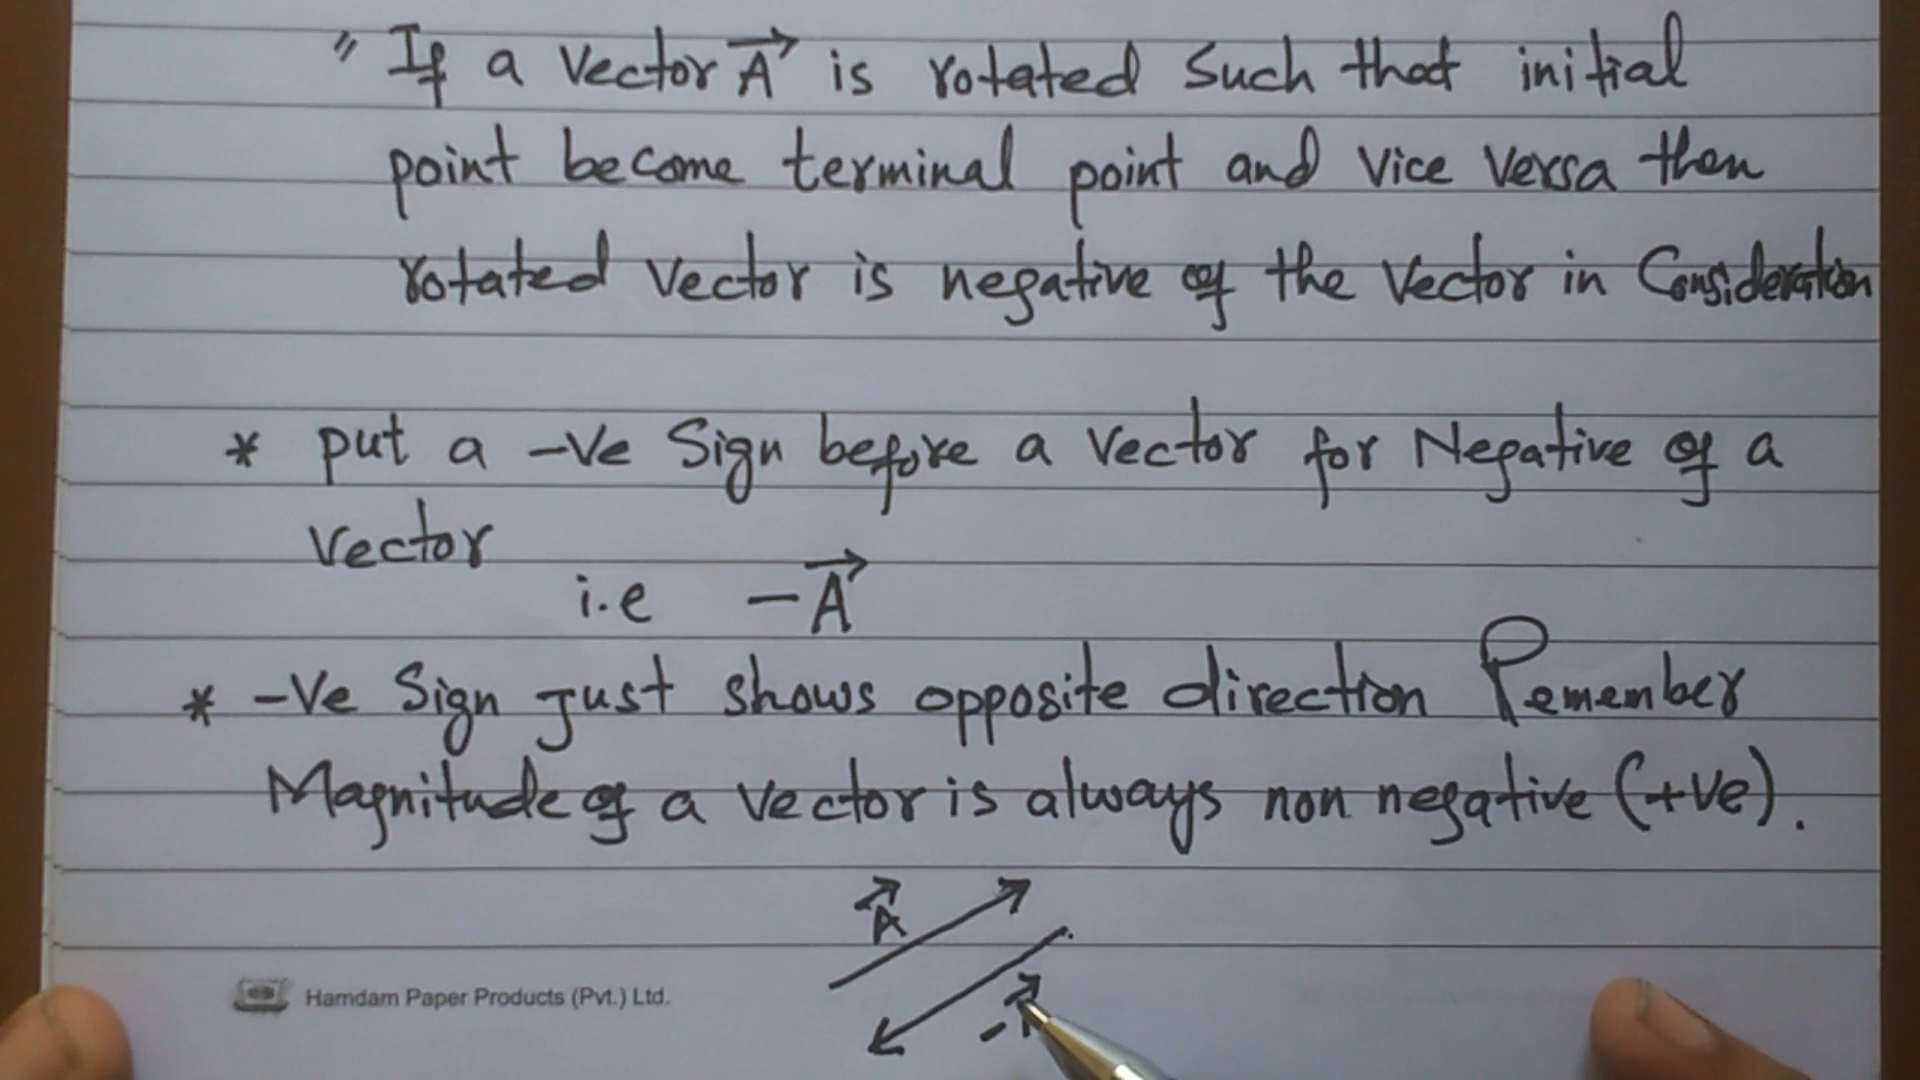 " If a vector A is rotated such that initial
point become terminal point and vice versa then
rotated vector is negative of the vector in Consideration
* put a -ve Sign before a vector for Negative of a
vector
i.e -A
* -ve Sign just shows opposite direction Remember
Magnitude of a vector is always non negative (+ve).
A
-A
Hamdam Paper Products (Pvt.) Ltd.